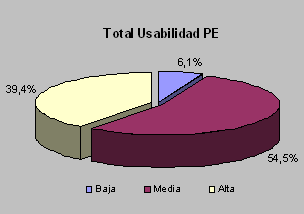 Total Usabilidad PE
6,1%
39,4%
54,5%
Baja
Media
Alta